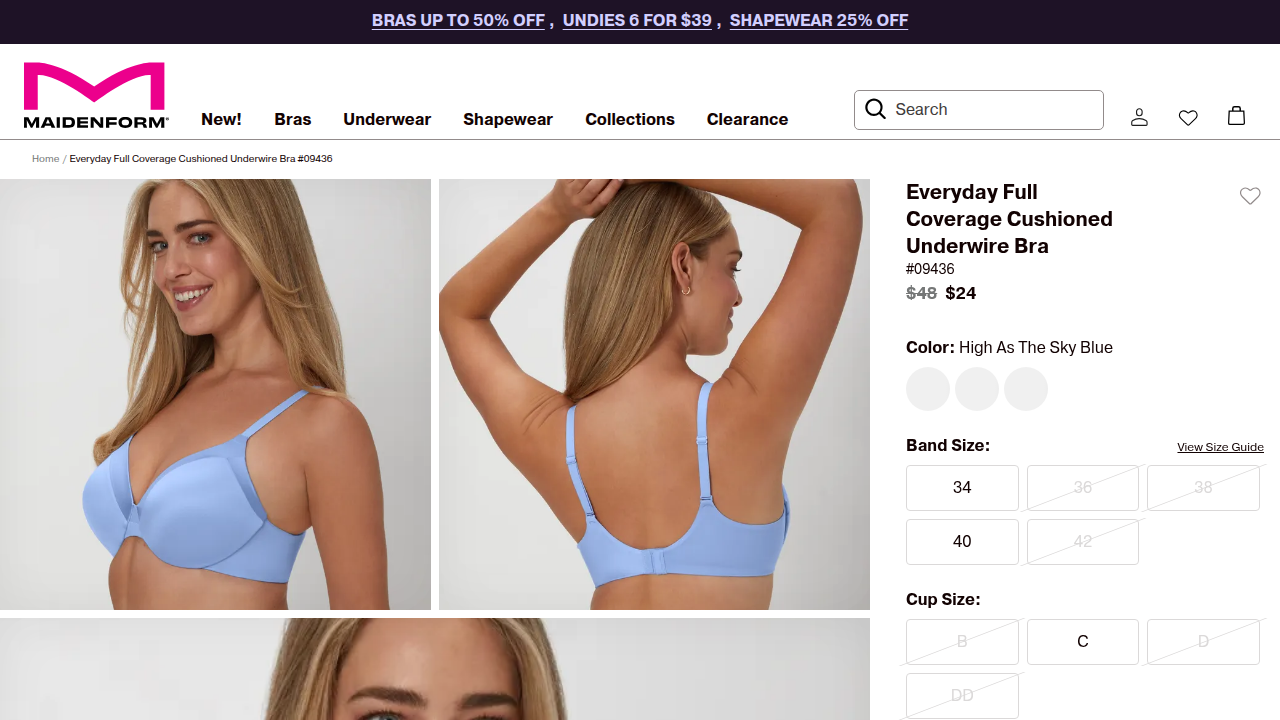 BRAS UP TO 50% OFF , UNDIES 6 FOR $39 , SHAPEWEAR 25% OFF
MAIDENFORM®
New! Bras Underwear Shapewear Collections Clearance
Search
Home / Everyday Full Coverage Cushioned Underwire Bra #09436
Everyday Full
Coverage Cushioned
Underwire Bra
#09436
$48 $24
Color: High As The Sky Blue
Band Size:
View Size Guide
34 36 38
40 42
Cup Size:
B C D
DD